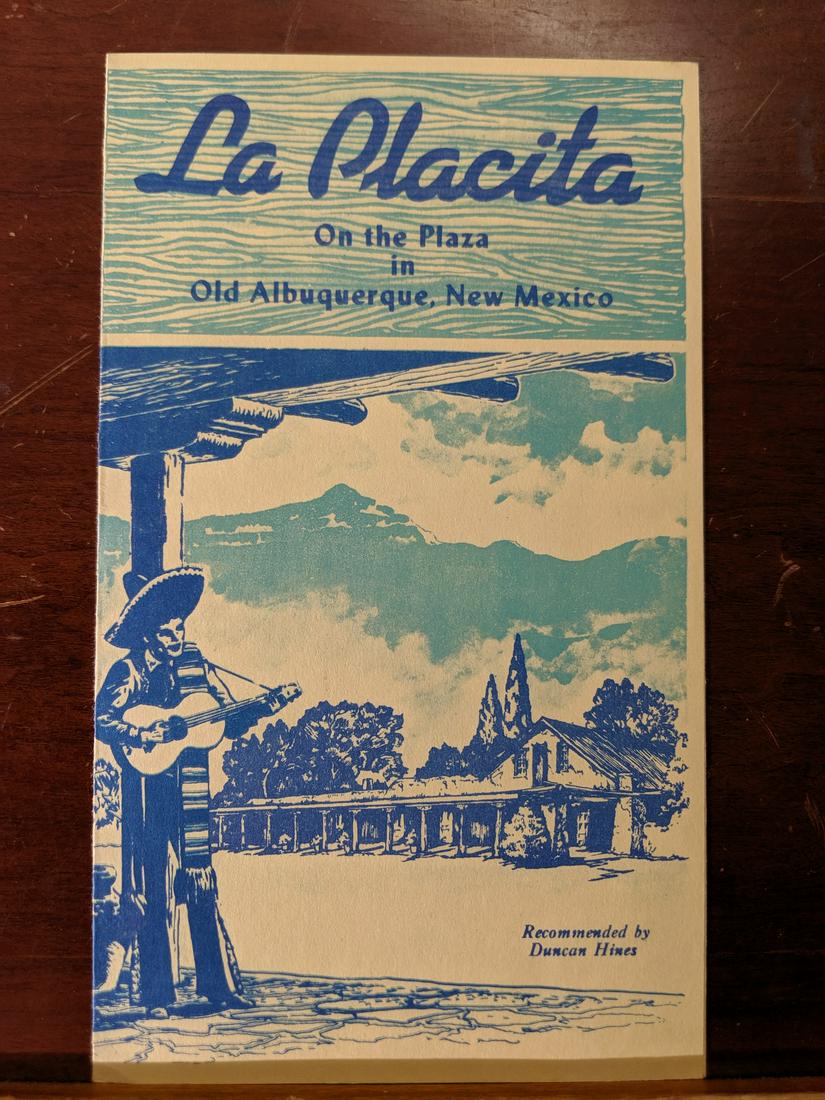 La Placita
On the Plaza
in
Old Albuquerque, New Mexico
Recommended by
Duncan Hines